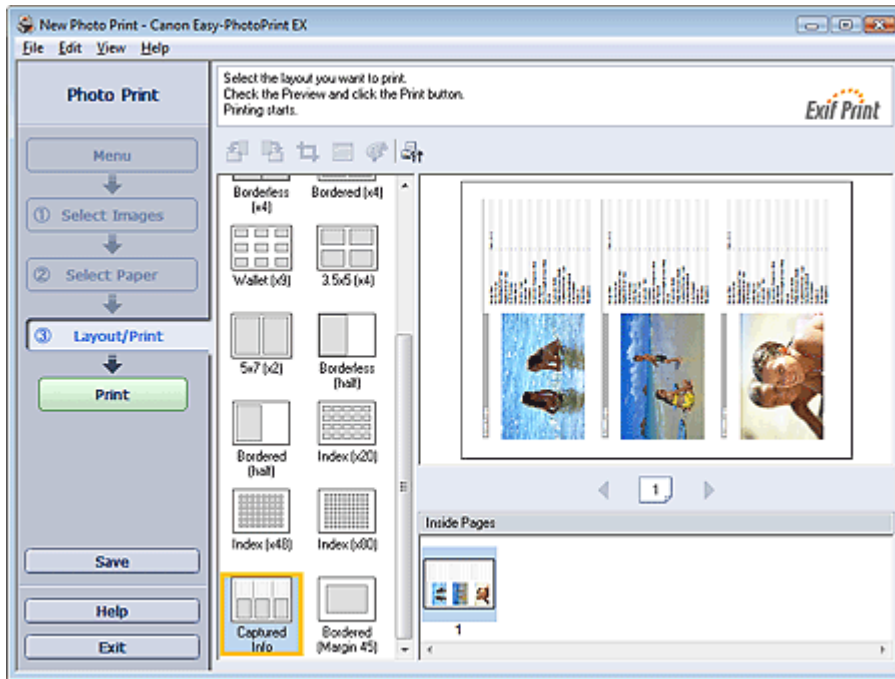 New Photo Print - Canon Easy-PhotoPrint EX
File Edit View Help
Photo Print
Menu
① Select Images
② Select Paper
③ Layout/Print
Print
Save
Help
Exit
Select the layout you want to print.
Check the Preview and click the Print button.
Printing starts.
Exif Print
Borderless
(x4)
Bordered (x4)
Wallet (x9)
3.5x5 (x4)
5x7 (x2)
Borderless
(half)
Bordered
(half)
Index (x20)
Index (x48)
Index (x80)
Captured
Info
Bordered
(Margin 45)
1
Inside Pages
1